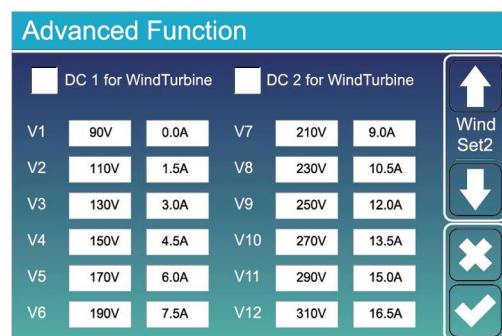 Advanced Function
DC 1 for WindTurbine DC 2 for WindTurbine
V1 90V 0.0A V7 210V 9.0A
V2 110V 1.5A V8 230V 10.5A
V3 130V 3.0A V9 250V 12.0A
V4 150V 4.5A V10 270V 13.5A
V5 170V 6.0A V11 290V 15.0A
V6 190V 7.5A V12 310V 16.5A
Wind
Set2